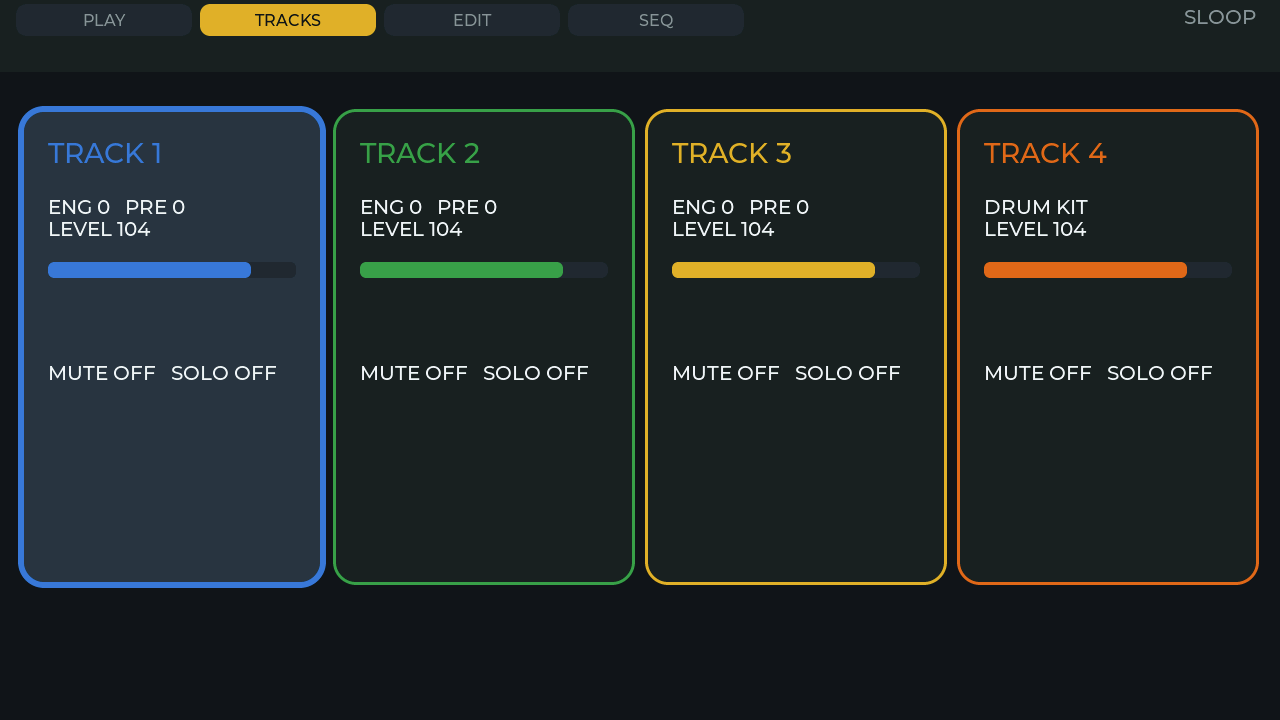 PLAY TRACKS EDIT SEQ SLOOP
TRACK 1 TRACK 2 TRACK 3 TRACK 4
ENG 0 PRE 0 ENG 0 PRE 0 ENG 0 PRE 0 DRUM KIT
LEVEL 104 LEVEL 104 LEVEL 104 LEVEL 104
MUTE OFF SOLO OFF MUTE OFF SOLO OFF MUTE OFF SOLO OFF MUTE OFF SOLO OFF